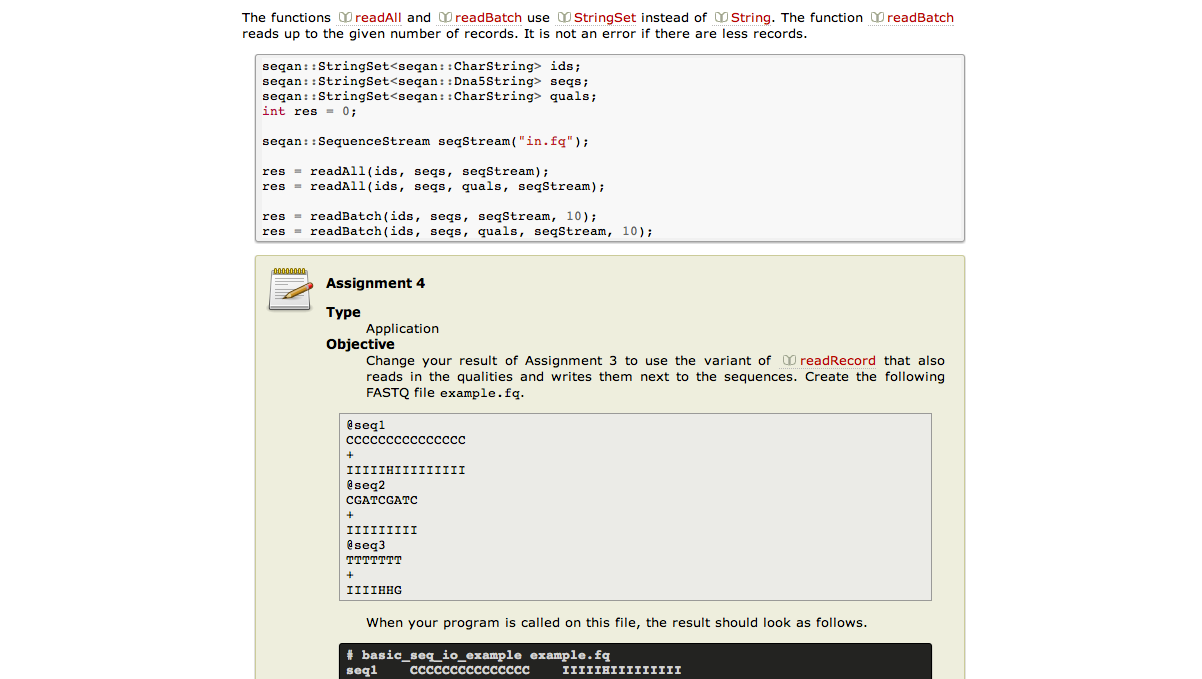 The functions readAll and readBatch use StringSet instead of String. The function readBatch
reads up to the given number of records. It is not an error if there are less records.
seqan::StringSet<seqan::CharString> ids;
seqan::StringSet<seqan::Dna5String> seqs;
seqan::StringSet<seqan::CharString> quals;
int res = 0;
seqan::SequenceStream seqStream("in.fq");
res = readAll(ids, seqs, seqStream);
res = readAll(ids, seqs, quals, seqStream);
res = readBatch(ids, seqs, seqStream, 10);
res = readBatch(ids, seqs, quals, seqStream, 10);
Assignment 4
Type
Application
Objective
Change your result of Assignment 3 to use the variant of readRecord that also
reads in the qualities and writes them next to the sequences. Create the following
FASTQ file example.fq.
@seq1
CCCCCCCCCCCCCCC
+
IIIIIHIIIIIIIII
@seq2
CGATCGATC
+
IIIIIIIII
@seq3
TTTTTTT
+
IIIIHHG
When your program is called on this file, the result should look as follows.
# basic_seq_io_example example.fq
seq1 CCCCCCCCCCCCCCC IIIIIHIIIIIIIII